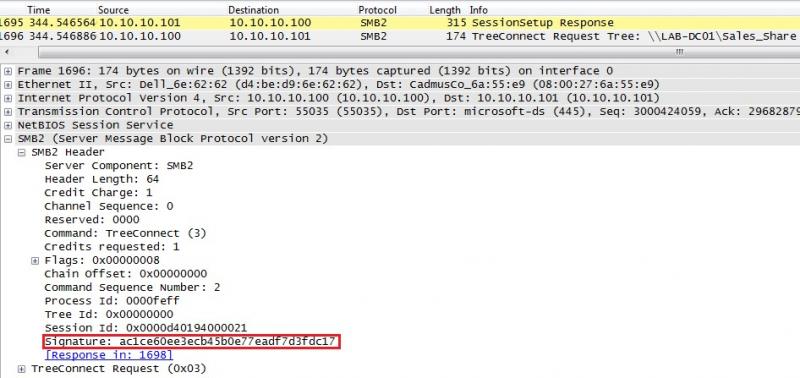 Time Source Destination Protocol Length Info
1695 344.546564 10.10.10.101 10.10.10.100 SMB2 315 SessionSetup Response
1696 344.546886 10.10.10.100 10.10.10.101 SMB2 174 TreeConnect Request Tree: \\LAB-DC01\Sales_Share
Frame 1696: 174 bytes on wire (1392 bits), 174 bytes captured (1392 bits) on interface 0
Ethernet II, Src: Dell_6e:62:62 (d4:be:d9:6e:62:62), Dst: CadmusCo_6a:55:e9 (08:00:27:6a:55:e9)
Internet Protocol Version 4, Src: 10.10.10.100 (10.10.10.100), Dst: 10.10.10.101 (10.10.10.101)
Transmission Control Protocol, Src Port: 55035 (55035), Dst Port: microsoft-ds (445), Seq: 3000424059, Ack: 29682879
NetBIOS Session Service
SMB2 (Server Message Block Protocol version 2)
SMB2 Header
Server Component: SMB2
Header Length: 64
Credit Charge: 1
Channel Sequence: 0
Reserved: 0000
Command: TreeConnect (3)
Credits requested: 1
Flags: 0x00000008
Chain Offset: 0x00000000
Command Sequence Number: 2
Process Id: 0000feff
Tree Id: 0x00000000
Session Id: 0x0000d40194000021
Signature: ac1ce60ee3ecb45b0e77eadf7d3fdc17
[Response in: 1698]
TreeConnect Request (0x03)